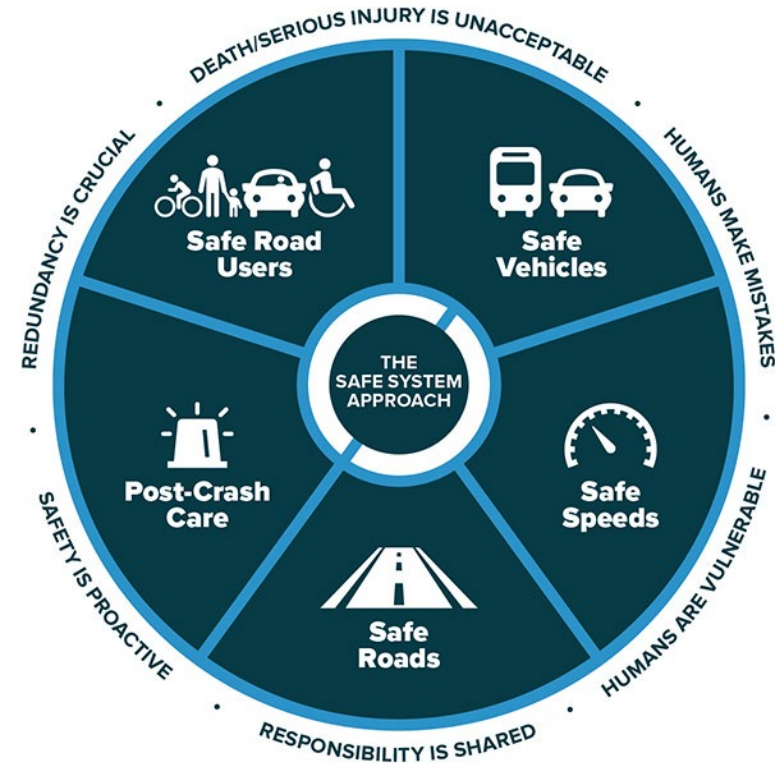 DEATH/SERIOUS INJURY IS UNACCEPTABLE
HUMANS MAKE MISTAKES
HUMANS ARE VULNERABLE
RESPONSIBILITY IS SHARED
SAFETY IS PROACTIVE
REDUNDANCY IS CRUCIAL
Safe Road
Users
Safe
Vehicles
Safe
Speeds
Safe
Roads
Post-Crash
Care
THE
SAFE SYSTEM
APPROACH